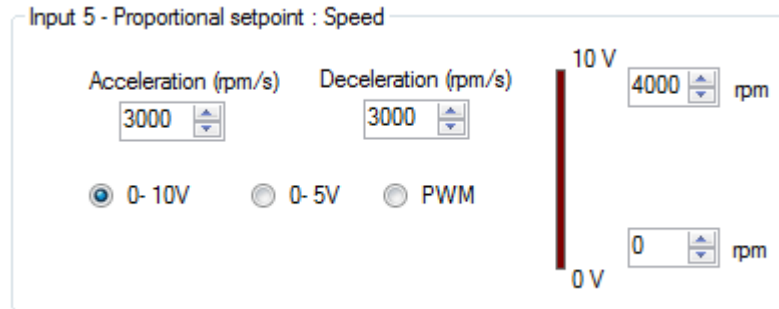 Input 5 - Proportional setpoint : Speed
10 V
Acceleration (rpm/s) Deceleration (rpm/s)
4000 rpm
3000 3000
0- 10V 0- 5V PWM
0 rpm
0 V